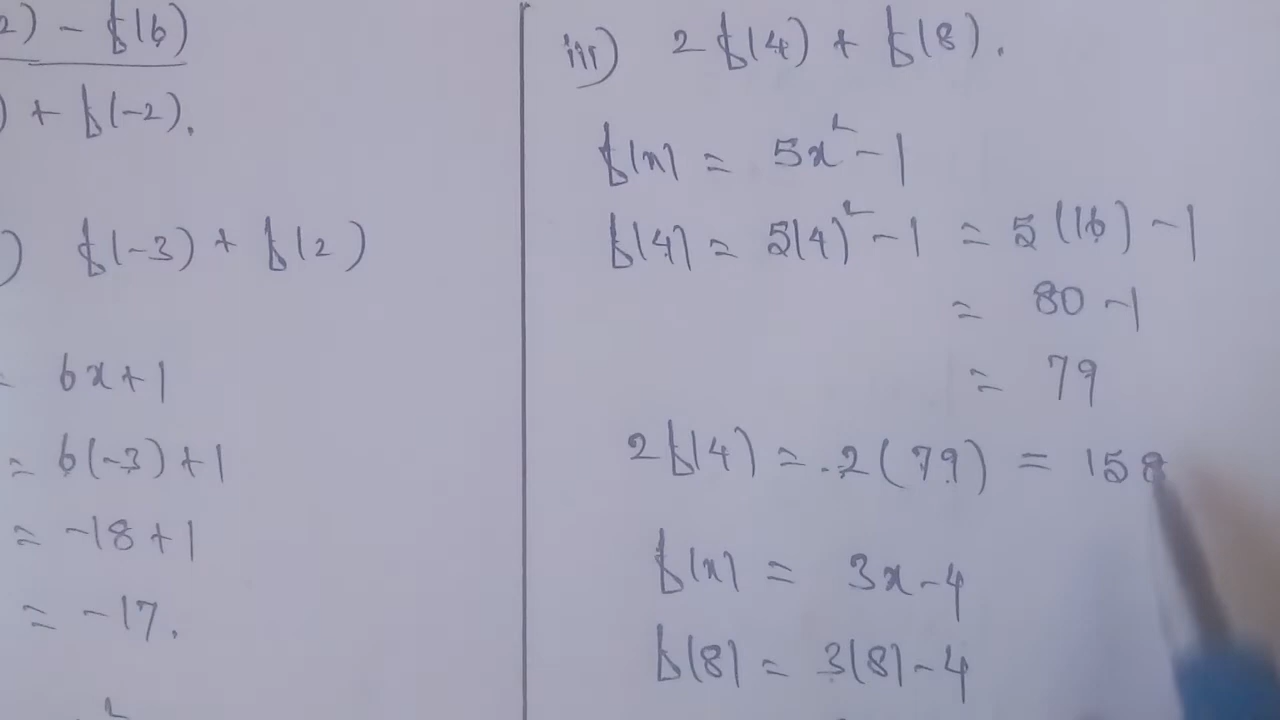 2) - f(6)
) + f(-2).
) f(-3) + f(2)
= 6x+1
= 6(-3)+1
= -18+1
= -17.
2
iii) 2f(4) + f(8).
f(x) = 5x² - 1
f(4) = 5(4)² - 1 = 5(16) - 1
= 80 - 1
= 79
2f(4) = 2(79) = 158
f(x) = 3x - 4
f(8) = 3(8) - 4